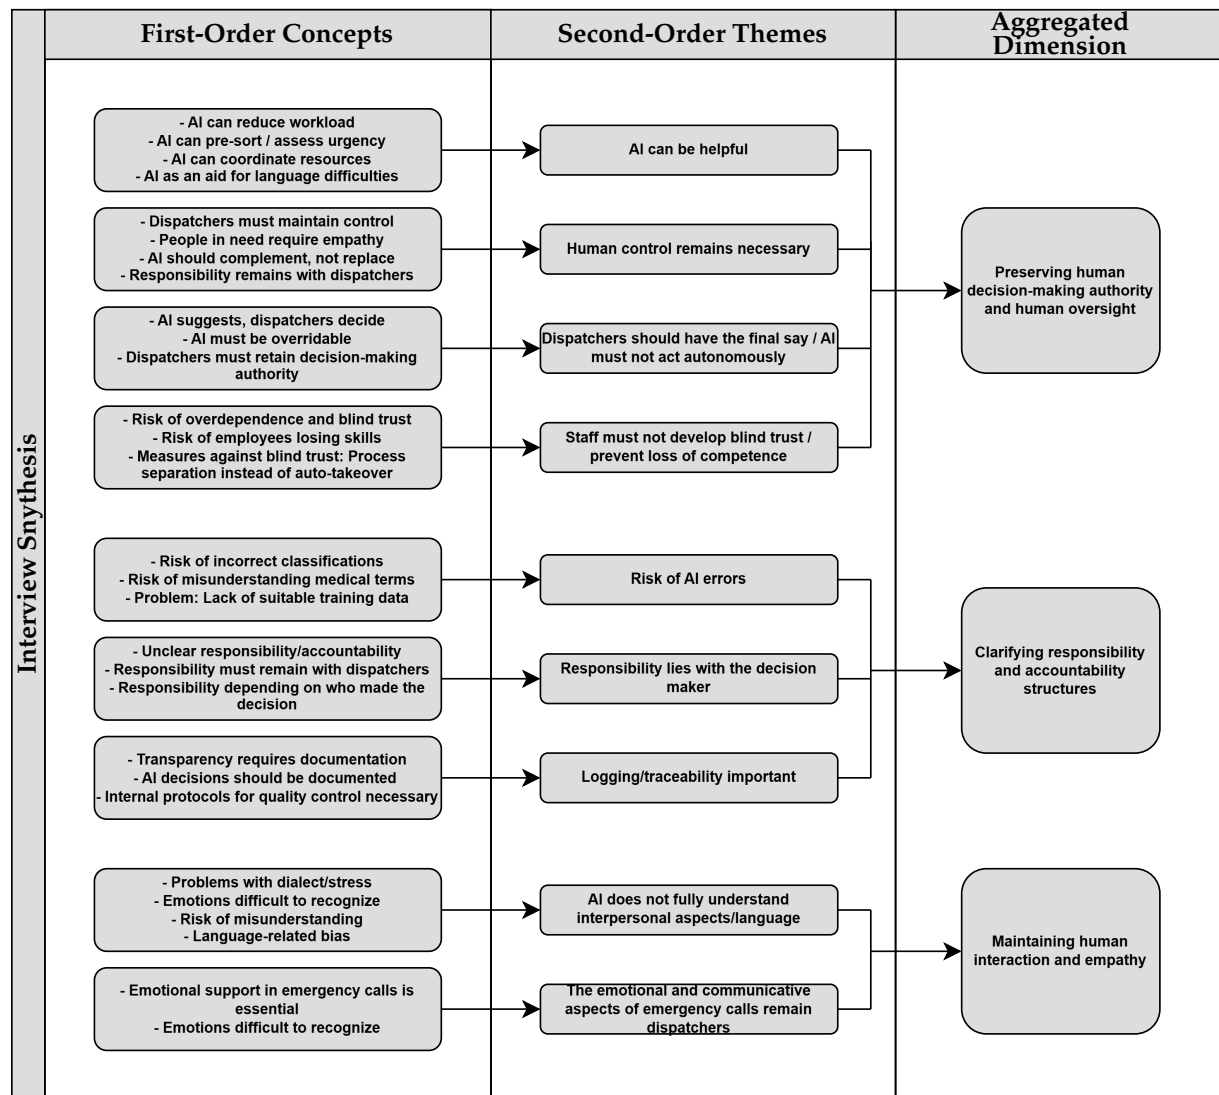 First-Order Concepts
Second-Order Themes
Aggregated
Dimension
Interview Snythesis
- AI can reduce workload
- AI can pre-sort / assess urgency
- AI can coordinate resources
- AI as an aid for language difficulties
AI can be helpful
- Dispatchers must maintain control
- People in need require empathy
- AI should complement, not replace
- Responsibility remains with dispatchers
Human control remains necessary
- AI suggests, dispatchers decide
- AI must be overridable
- Dispatchers must retain decision-making
authority
Dispatchers should have the final say / AI
must not act autonomously
- Risk of overdependence and blind trust
- Risk of employees losing skills
- Measures against blind trust: Process
separation instead of auto-takeover
Staff must not develop blind trust /
prevent loss of competence
Preserving human
decision-making authority
and human oversight
- Risk of incorrect classifications
- Risk of misunderstanding medical terms
- Problem: Lack of suitable training data
Risk of AI errors
- Unclear responsibility/accountability
- Responsibility must remain with dispatchers
- Responsibility depending on who made the
decision
Responsibility lies with the decision
maker
- Transparency requires documentation
- AI decisions should be documented
- Internal protocols for quality control necessary
Logging/traceability important
Clarifying responsibility
and accountability
structures
- Problems with dialect/stress
- Emotions difficult to recognize
- Risk of misunderstanding
- Language-related bias
AI does not fully understand
interpersonal aspects/language
- Emotional support in emergency calls is
essential
- Emotions difficult to recognize
The emotional and communicative
aspects of emergency calls remain
dispatchers
Maintaining human
interaction and empathy